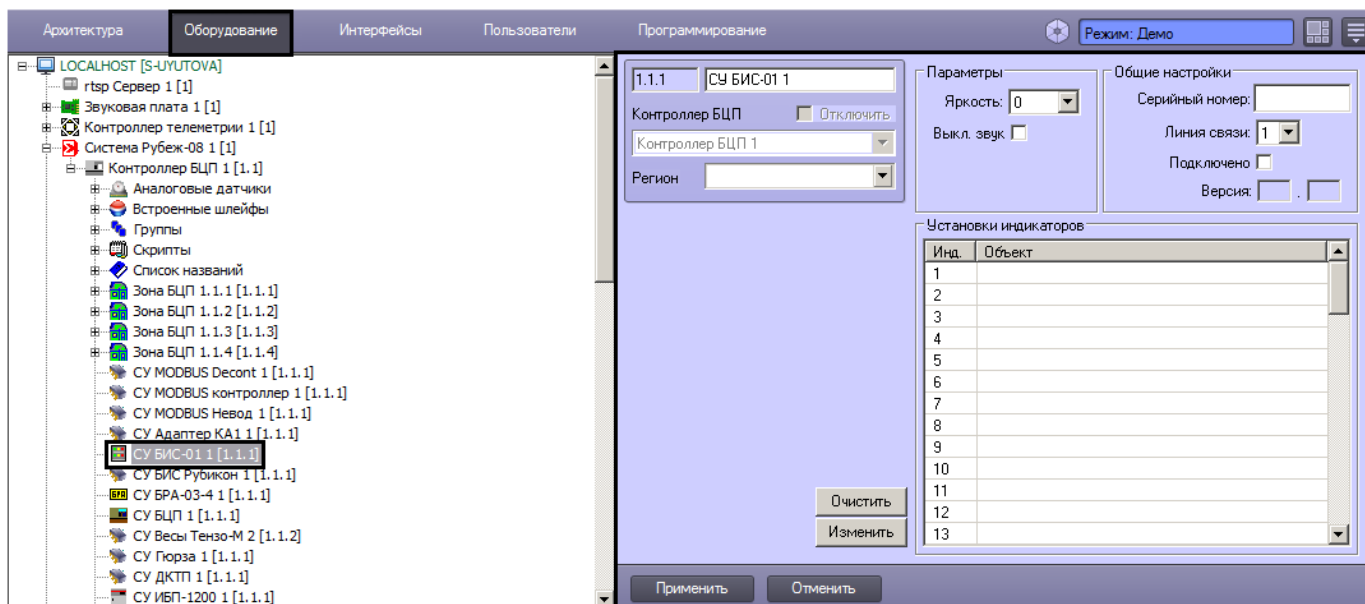 Архитектура Оборудование Интерфейсы Пользователи Программирование Режим: Демо
LOCALHOST [S-UYUTOVA]
rtsp Сервер 1 [1]
Звуковая плата 1 [1]
Контроллер телеметрии 1 [1]
Система Рубеж-08 1 [1]
Контроллер БЦП 1 [1.1]
Аналоговые датчики
Встроенные шлейфы
Группы
Скрипты
Список названий
Зона БЦП 1.1.1 [1.1.1]
Зона БЦП 1.1.2 [1.1.2]
Зона БЦП 1.1.3 [1.1.3]
Зона БЦП 1.1.4 [1.1.4]
СУ MODBUS Decont 1 [1.1.1]
СУ MODBUS контроллер 1 [1.1.1]
СУ MODBUS Невод 1 [1.1.1]
СУ Адаптер КА1 1 [1.1.1]
СУ БИС-01 1 [1.1.1]
СУ БИС Рубикон 1 [1.1.1]
СУ БРА-03-4 1 [1.1.1]
СУ БЦП 1 [1.1.1]
СУ Весы Тензо-М 2 [1.1.2]
СУ Гюрза 1 [1.1.1]
СУ ДКТП 1 [1.1.1]
СУ ИБП-1200 1 [1.1.1]
1.1.1 СУ БИС-01 1
Контроллер БЦП Отключить
Контроллер БЦП 1
Регион
Очистить
Изменить
Параметры
Яркость: 0
Выкл. звук
Общие настройки
Серийный номер:
Линия связи: 1
Подключено
Версия: .
Установки индикаторов
Инд. Объект
1
2
3
4
5
6
7
8
9
10
11
12
13
Применить Отменить